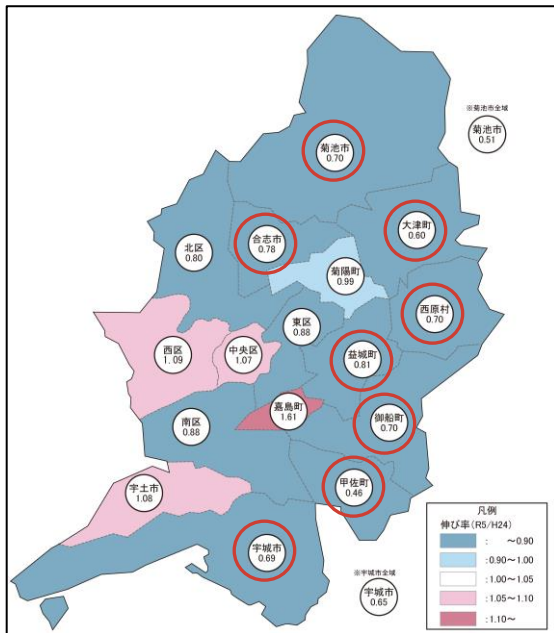 ※菊池市全域
菊池市
0.51
菊池市
0.70
大津町
0.60
合志市
0.78
北区
0.80
菊陽町
0.99
西原村
0.70
東区
0.88
西区
1.09
中央区
1.07
益城町
0.81
嘉島町
1.61
御船町
0.70
南区
0.88
甲佐町
0.46
宇土市
1.08
宇城市
0.69
※宇城市全域
宇城市
0.65
凡例
伸び率(R5/H24)
: ～0.90
:0.90～1.00
:1.00～1.05
:1.05～1.10
:1.10～